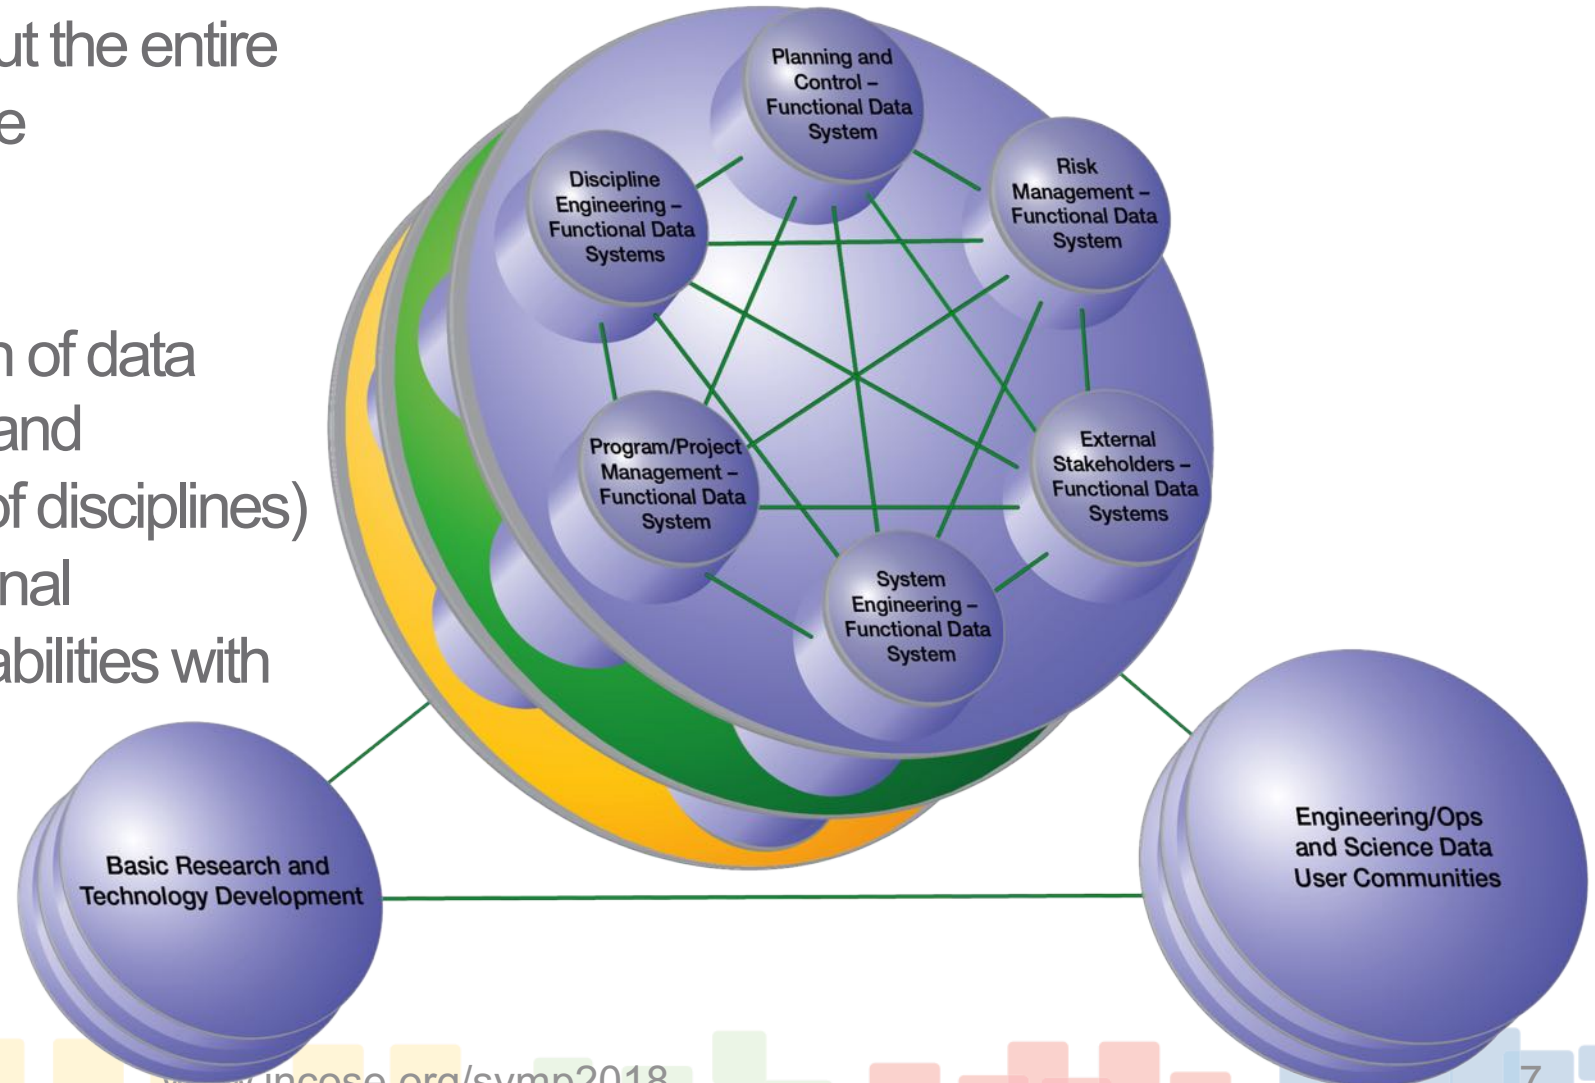 ut the entire
e
n of data
and
of disciplines)
nal
abilities with
Planning and
Control –
Functional Data
System
Discipline
Engineering –
Functional Data
Systems
Risk
Management –
Functional Data
System
Program/Project
Management –
Functional Data
System
External
Stakeholders –
Functional Data
Systems
System
Engineering –
Functional Data
System
Basic Research and
Technology Development
Engineering/Ops
and Science Data
User Communities
www.incose.org/symp2018
7